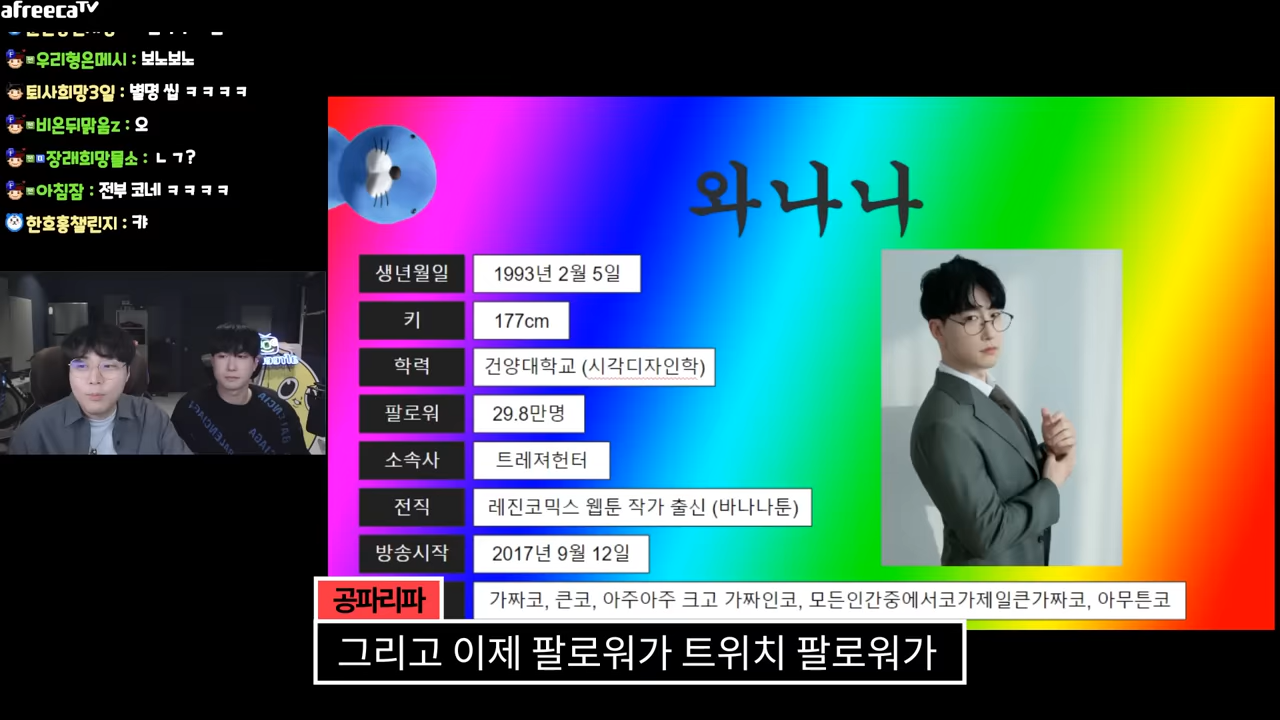 afreecaTV
우리형은메시 : 보노보노
퇴사희망3일 : 별명 씹 ㅋㅋㅋㅋ
비온뒤맑음z : 오
장래희망물소 : ㄴㄱ?
아침잠 : 전부 코네 ㅋㅋㅋㅋ
한호홍챌린지 : 캬
와나나
생년월일 1993년 2월 5일
키 177cm
학력 건양대학교 (시각디자인학)
팔로워 29.8만명
소속사 트레져헌터
전직 레진코믹스 웹툰 작가 출신 (바나나툰)
방송시작 2017년 9월 12일
가짜코, 큰코, 아주아주 크고 가짜인코, 모든인간중에서코가제일큰가짜코, 아무튼코
공파리파
그리고 이제 팔로워가 트위치 팔로워가